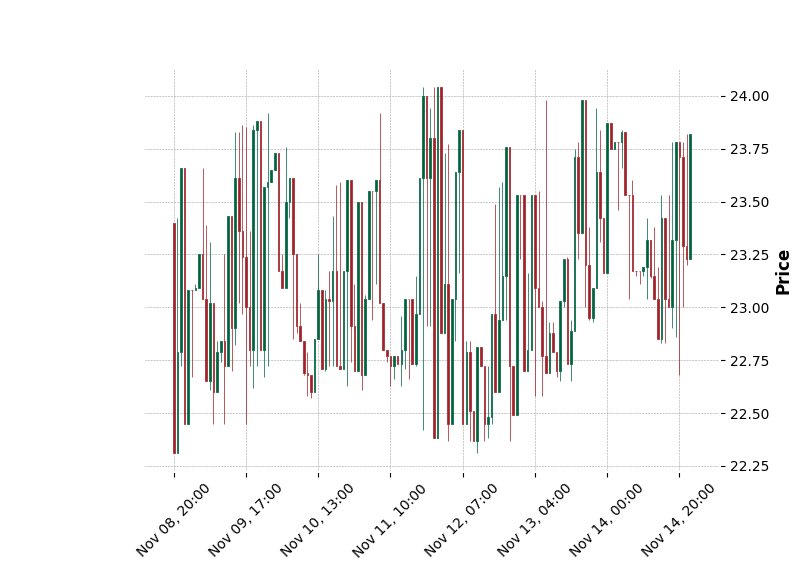 24.00
23.75
23.50
23.25
23.00
22.75
22.50
22.25
Price
Nov 08, 20:00
Nov 09, 17:00
Nov 10, 13:00
Nov 11, 10:00
Nov 12, 07:00
Nov 13, 04:00
Nov 14, 00:00
Nov 14, 20:00